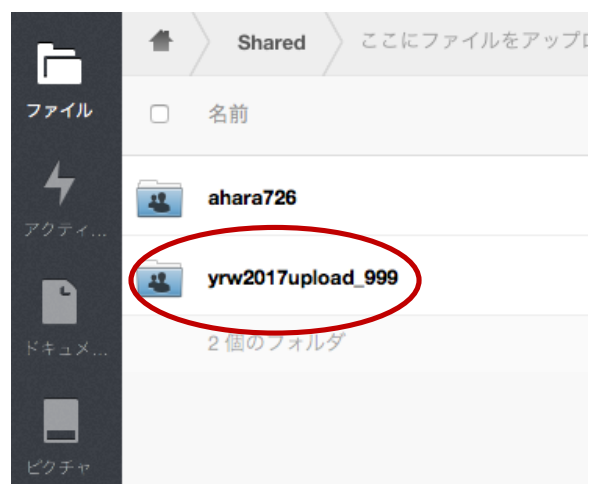 Shared
ここにファイルをアップロ
ファイル
名前
アクティ...
ahara726
yrw2017upload_999
ドキュメ...
2 個のフォルダ
ピクチャ